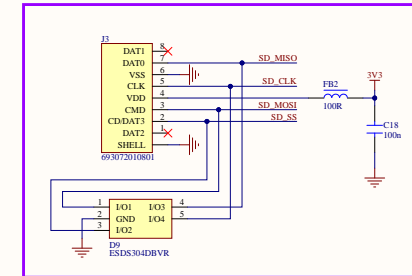 J3
DAT1 8
DAT0 7 SD_MISO
VSS 6
CLK 5 SD_CLK
VDD 4
CMD 3 SD_MOSI
CD/DAT3 2 SD_SS
DAT2 1
SHELL
693072010801
FB2
100R
3V3
C18
100n
1 I/O1 I/O3 4
2 GND I/O4 5
3 I/O2
D9
ESDS304DBVR